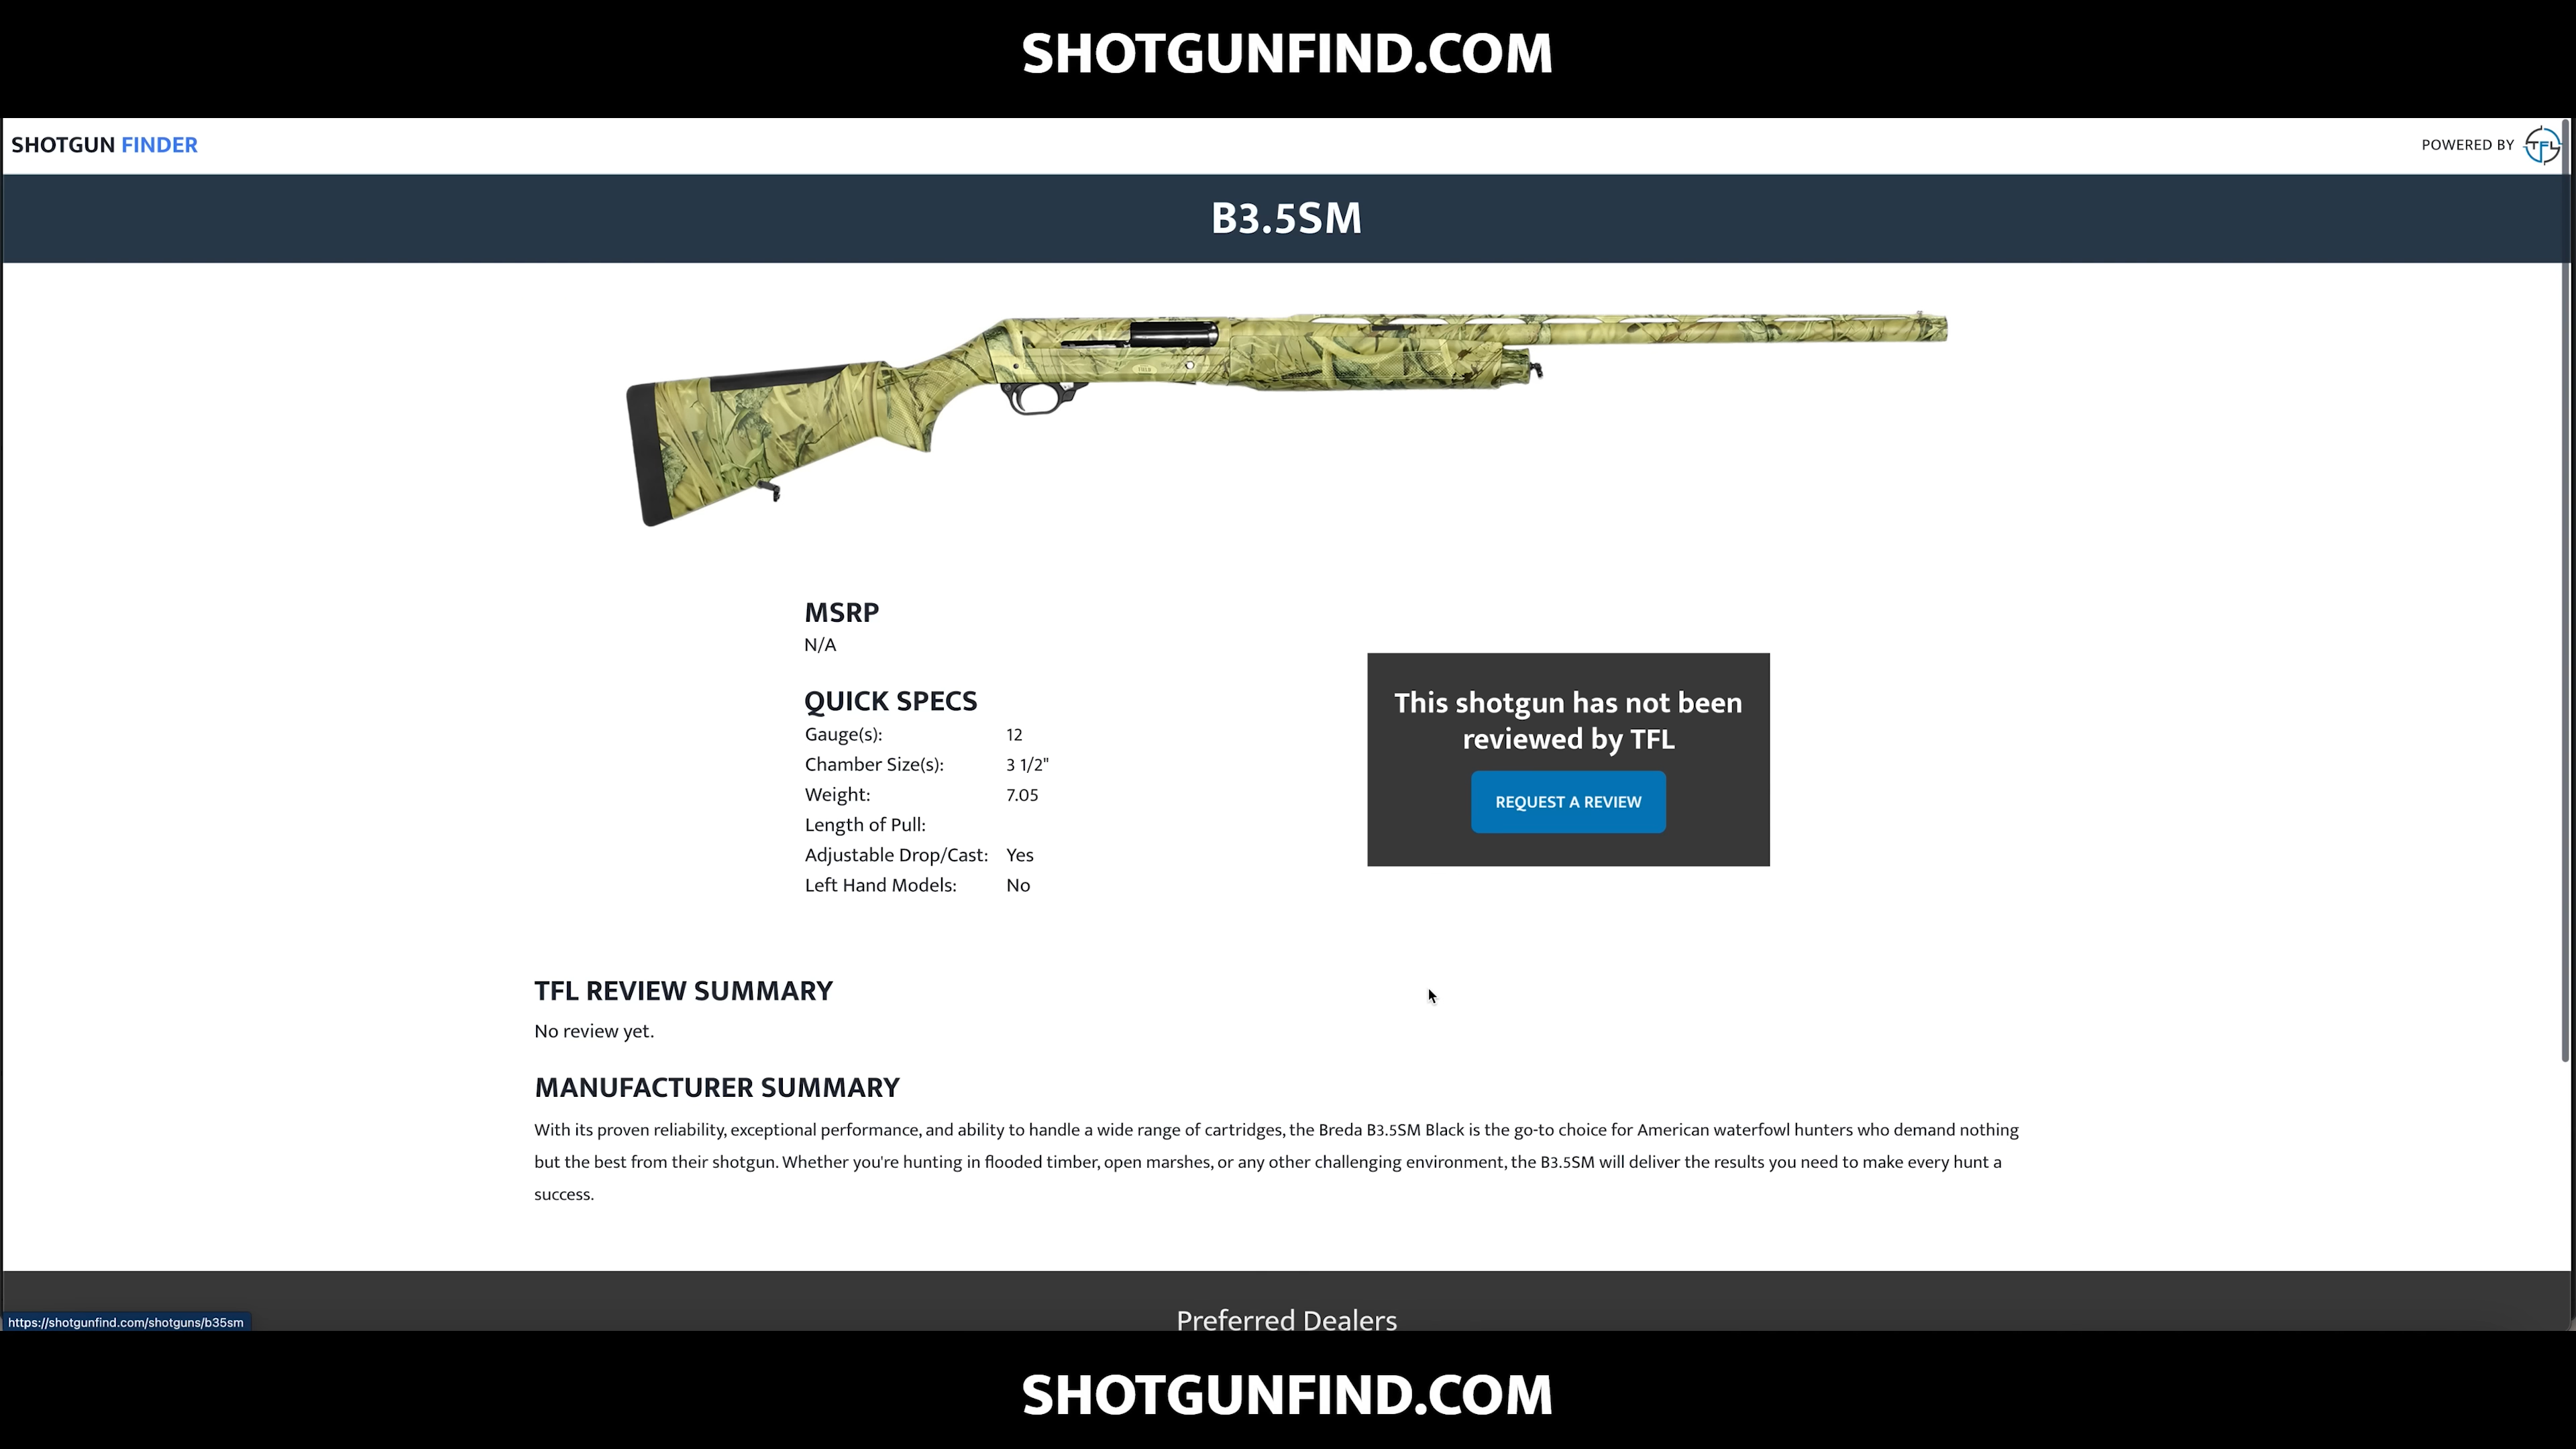 SHOTGUNFIND.COM
SHOTGUN FINDER
POWERED BY TFL
B3.5SM
MSRP
N/A
QUICK SPECS
Gauge(s): 12
Chamber Size(s): 3 1/2"
Weight: 7.05
Length of Pull:
Adjustable Drop/Cast: Yes
Left Hand Models: No
This shotgun has not been
reviewed by TFL
REQUEST A REVIEW
TFL REVIEW SUMMARY
No review yet.
MANUFACTURER SUMMARY
With its proven reliability, exceptional performance, and ability to handle a wide range of cartridges, the Breda B3.5SM Black is the go-to choice for American waterfowl hunters who demand nothing
but the best from their shotgun. Whether you're hunting in flooded timber, open marshes, or any other challenging environment, the B3.5SM will deliver the results you need to make every hunt a
success.
Preferred Dealers
https://shotgunfind.com/shotguns/b35sm
SHOTGUNFIND.COM